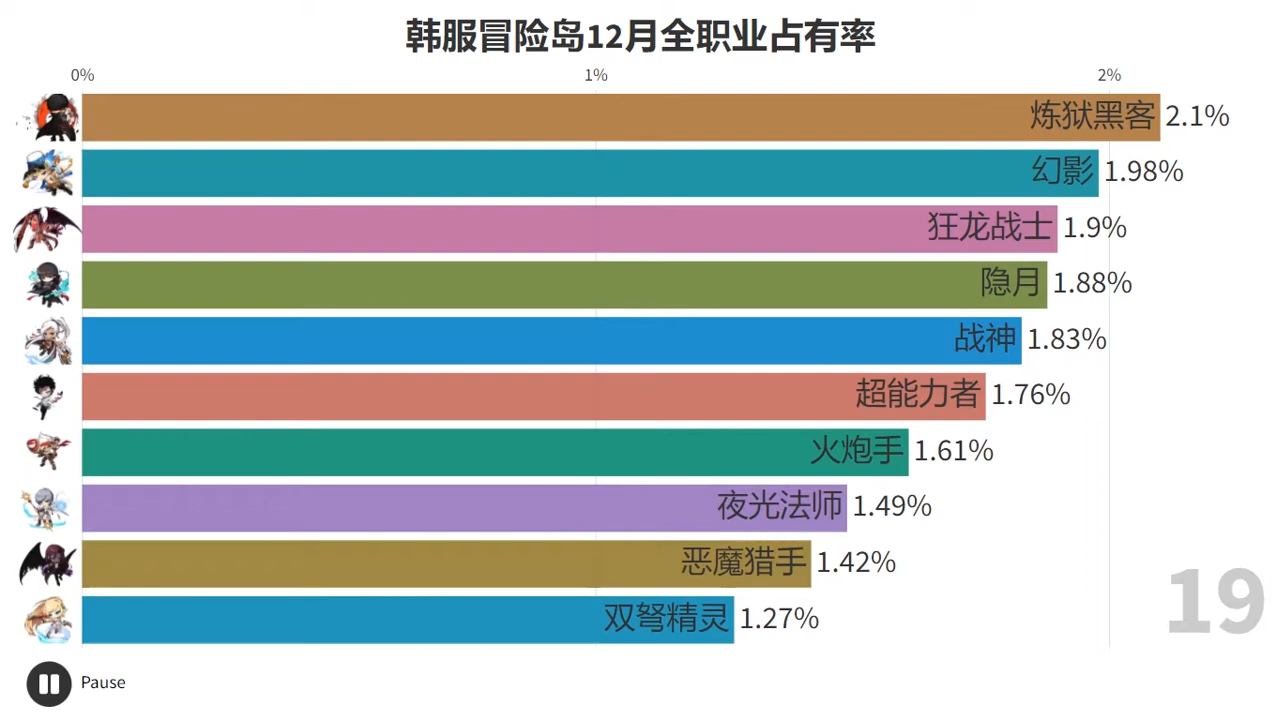 韩服冒险岛12月全职业占有率
0% 1% 2%
炼狱黑客 2.1%
幻影 1.98%
狂龙战士 1.9%
隐月 1.88%
战神 1.83%
超能力者 1.76%
火炮手 1.61%
夜光法师 1.49%
恶魔猎手 1.42%
双弩精灵 1.27%
19
Pause